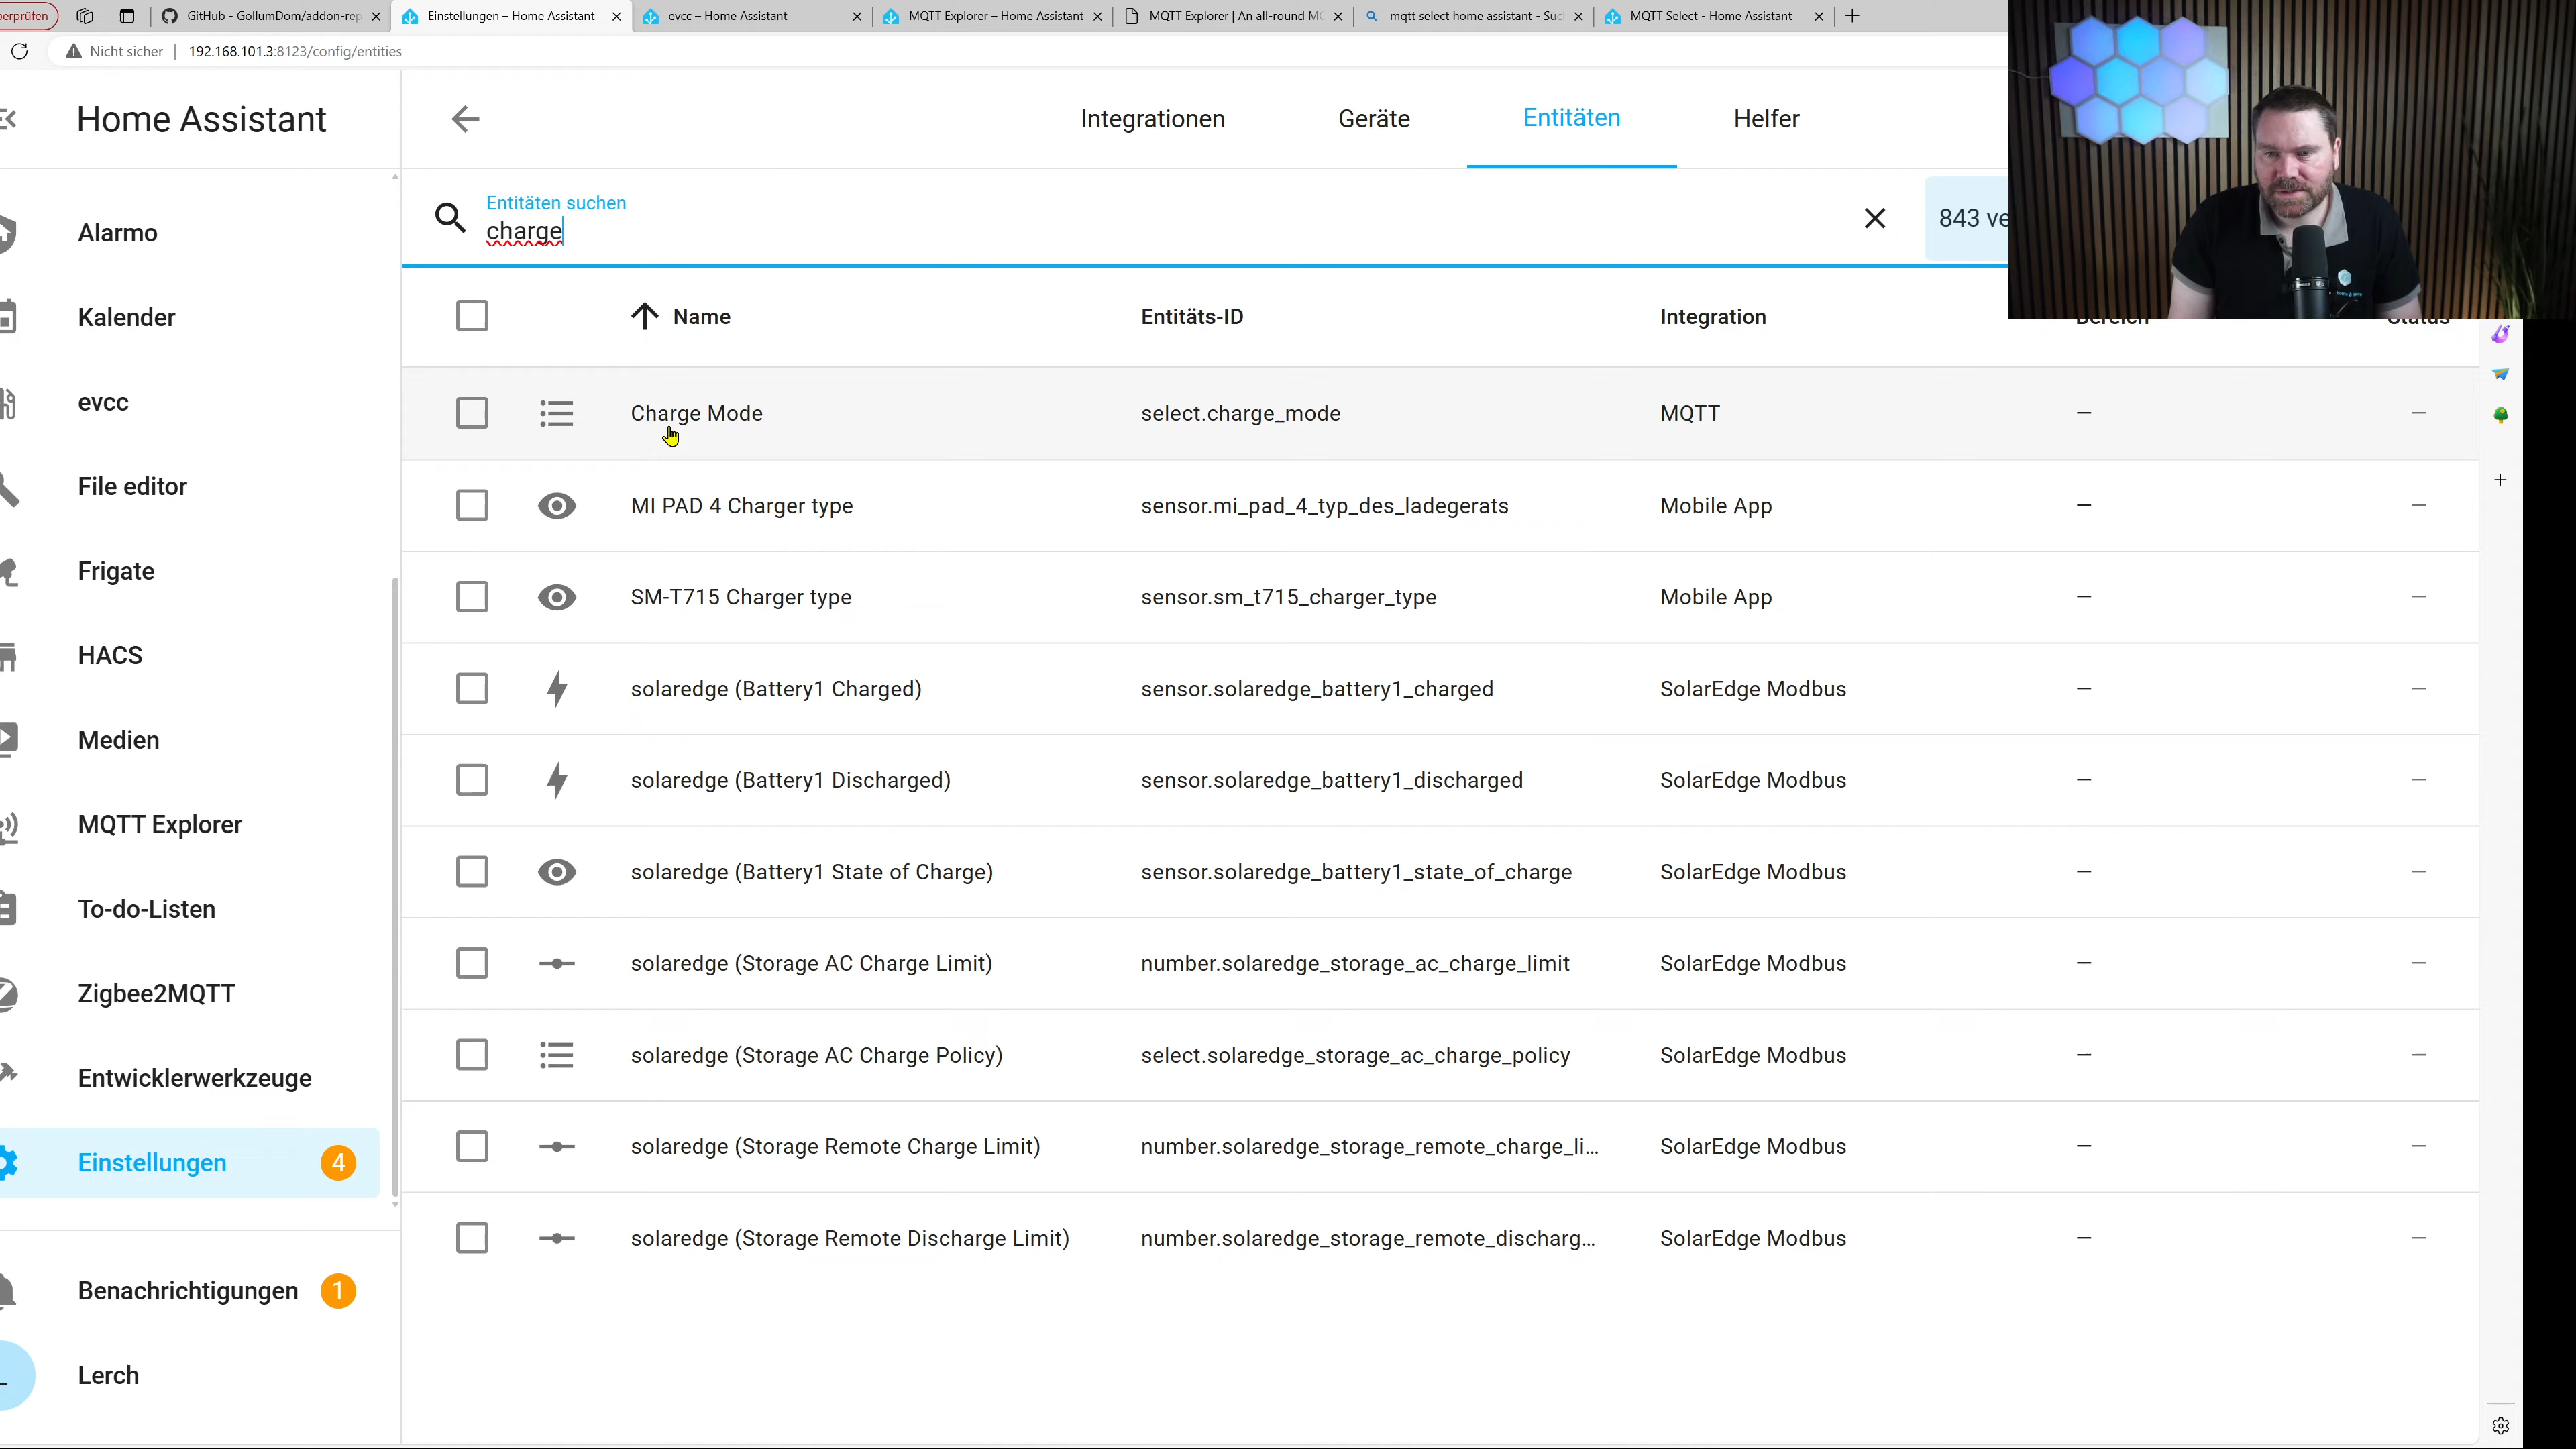 erprüfen
GitHub - GollumDom/addon-rep
Einstellungen – Home Assistant
evcc – Home Assistant
MQTT Explorer – Home Assistant
MQTT Explorer | An all-round MQ
mqtt select home assistant - Suc
MQTT Select - Home Assistant
Nicht sicher
192.168.101.3:8123/config/entities
Home Assistant
Integrationen
Geräte
Entitäten
Helfer
Entitäten suchen
charge
843 ve
Name
Entitäts-ID
Integration
Bereich
Status
Charge Mode
select.charge_mode
MQTT
—
—
MI PAD 4 Charger type
sensor.mi_pad_4_typ_des_ladegerats
Mobile App
—
—
SM-T715 Charger type
sensor.sm_t715_charger_type
Mobile App
—
—
solaredge (Battery1 Charged)
sensor.solaredge_battery1_charged
SolarEdge Modbus
—
—
solaredge (Battery1 Discharged)
sensor.solaredge_battery1_discharged
SolarEdge Modbus
—
—
solaredge (Battery1 State of Charge)
sensor.solaredge_battery1_state_of_charge
SolarEdge Modbus
—
—
solaredge (Storage AC Charge Limit)
number.solaredge_storage_ac_charge_limit
SolarEdge Modbus
—
—
solaredge (Storage AC Charge Policy)
select.solaredge_storage_ac_charge_policy
SolarEdge Modbus
—
—
solaredge (Storage Remote Charge Limit)
number.solaredge_storage_remote_charge_li...
SolarEdge Modbus
—
—
solaredge (Storage Remote Discharge Limit)
number.solaredge_storage_remote_discharg...
SolarEdge Modbus
—
—
Alarmo
Kalender
evcc
File editor
Frigate
HACS
Medien
MQTT Explorer
To-do-Listen
Zigbee2MQTT
Entwicklerwerkzeuge
Einstellungen
4
Benachrichtigungen
1
Lerch